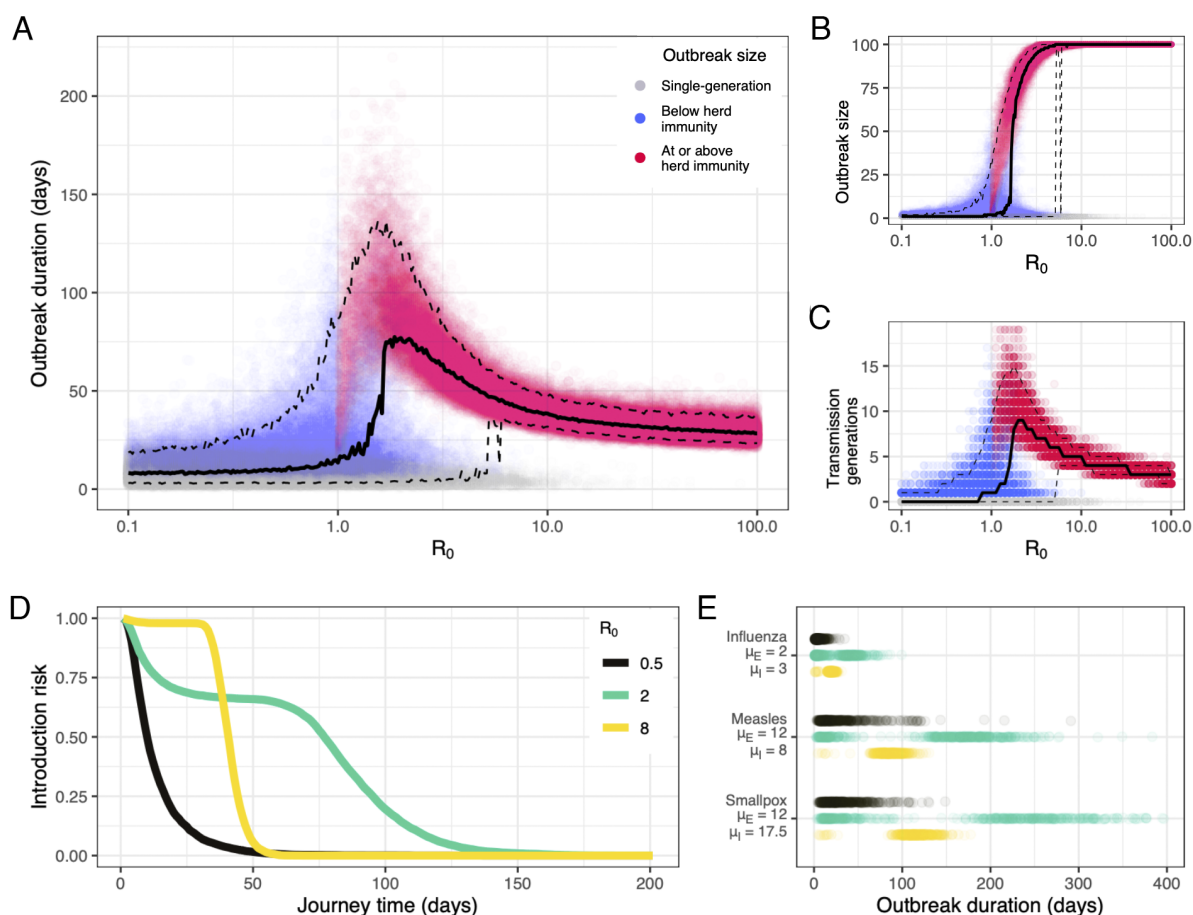 A
Outbreak duration (days)
200
150
100
50
0
0.1
1.0
10.0
100.0
R0
Outbreak size
Single-generation
Below herd
immunity
At or above
herd immunity
B
Outbreak size
100
75
50
25
0
0.1
1.0
10.0
100.0
R0
C
Transmission
generations
15
10
5
0
0.1
1.0
10.0
100.0
R0
D
Introduction risk
1.00
0.75
0.50
0.25
0.00
0
50
100
150
200
Journey time (days)
R0
0.5
2
8
E
Influenza
μE = 2
μI = 3
Measles
μE = 12
μI = 8
Smallpox
μE = 12
μI = 17.5
0
100
200
300
400
Outbreak duration (days)